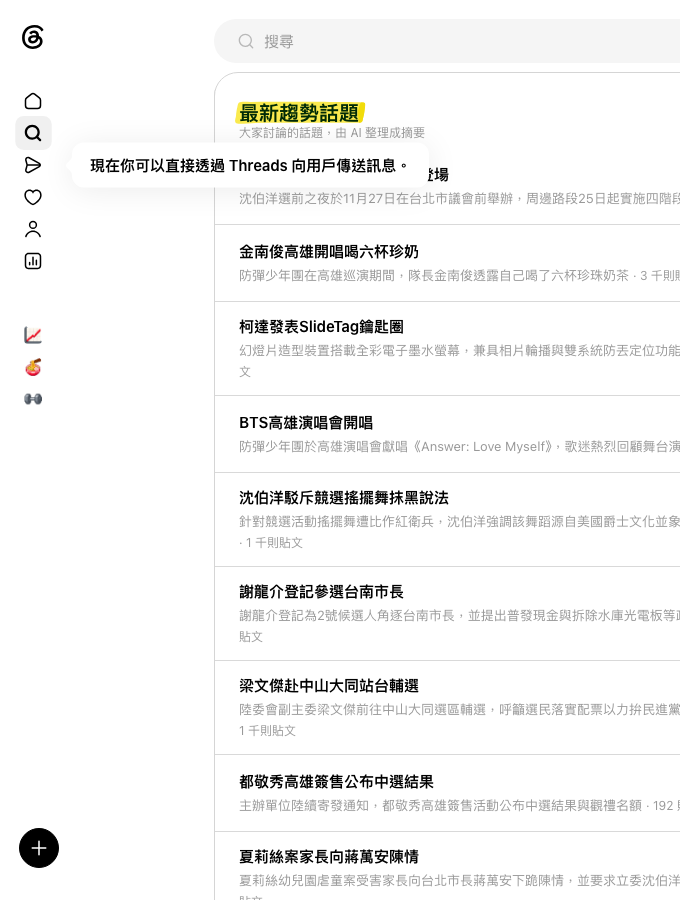 搜尋
最新趨勢話題
大家討論的話題，由 AI 整理成摘要
現在你可以直接透過 Threads 向用戶傳送訊息。
登場
沈伯洋選前之夜於11月27日在台北市議會前舉辦，周邊路段25日起實施四階段
金南俊高雄開唱喝六杯珍奶
防彈少年團在高雄巡演期間，隊長金南俊透露自己喝了六杯珍珠奶茶 · 3 千則
柯達發表SlideTag鑰匙圈
幻燈片造型裝置搭載全彩電子墨水螢幕，兼具相片輪播與雙系統防丟定位功能
文
BTS高雄演唱會開唱
防彈少年團於高雄演唱會獻唱《Answer: Love Myself》，歌迷熱烈回顧舞台演
沈伯洋駁斥競選搖擺舞抹黑說法
針對競選活動搖擺舞遭比作紅衛兵，沈伯洋強調該舞蹈源自美國爵士文化並象
· 1 千則貼文
謝龍介登記參選台南市長
謝龍介登記為2號候選人角逐台南市長，並提出普發現金與拆除水庫光電板等
貼文
梁文傑赴中山大同站台輔選
陸委會副主委梁文傑前往中山大同選區輔選，呼籲選民落實配票以力拚民進黨
1 千則貼文
都敬秀高雄簽售公布中選結果
主辦單位陸續寄發通知，都敬秀高雄簽售活動公布中選結果與觀禮名額 · 192
夏莉絲案家長向蔣萬安陳情
夏莉絲幼兒園虐童案受害家長向台北市長蔣萬安下跪陳情，並要求立委沈伯洋